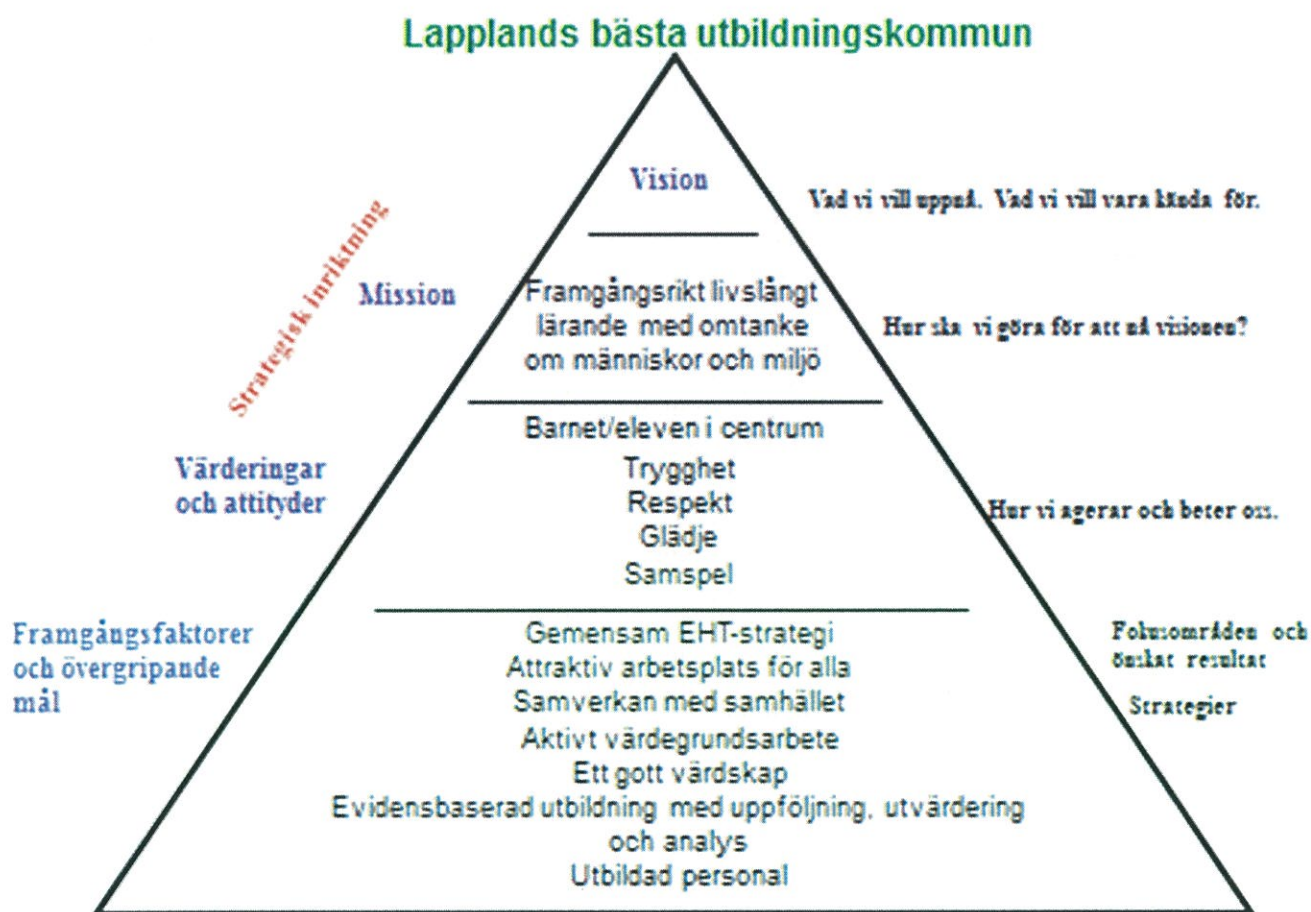 Lapplands bästa utbildningskommun
Vision
Vad vi vill uppnå. Vad vi vill vara kända för.
Strategisk inriktning
Mission
Framgångsrikt livslångt
lärande med omtanke
om människor och miljö
Hur ska vi göra för att nå visionen?
Värderingar
och attityder
Barnet/eleven i centrum
Trygghet
Respekt
Glädje
Samspel
Hur vi agerar och beter oss.
Framgångsfaktorer
och övergripande
mål
Gemensam EHT-strategi
Attraktiv arbetsplats för alla
Samverkan med samhället
Aktivt värdegrundsarbete
Ett gott värdskap
Evidensbaserad utbildning med uppföljning, utvärdering
och analys
Utbildad personal
Fokusområden och
önskat resultat
Strategier